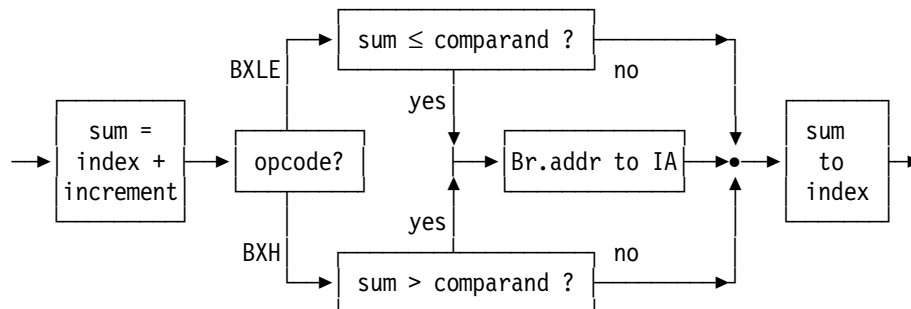 sum ≤ comparand ?
BXLE
no
yes
sum =
index +
increment
opcode?
Br.addr to IA
sum
to
index
yes
BXH
no
sum > comparand ?